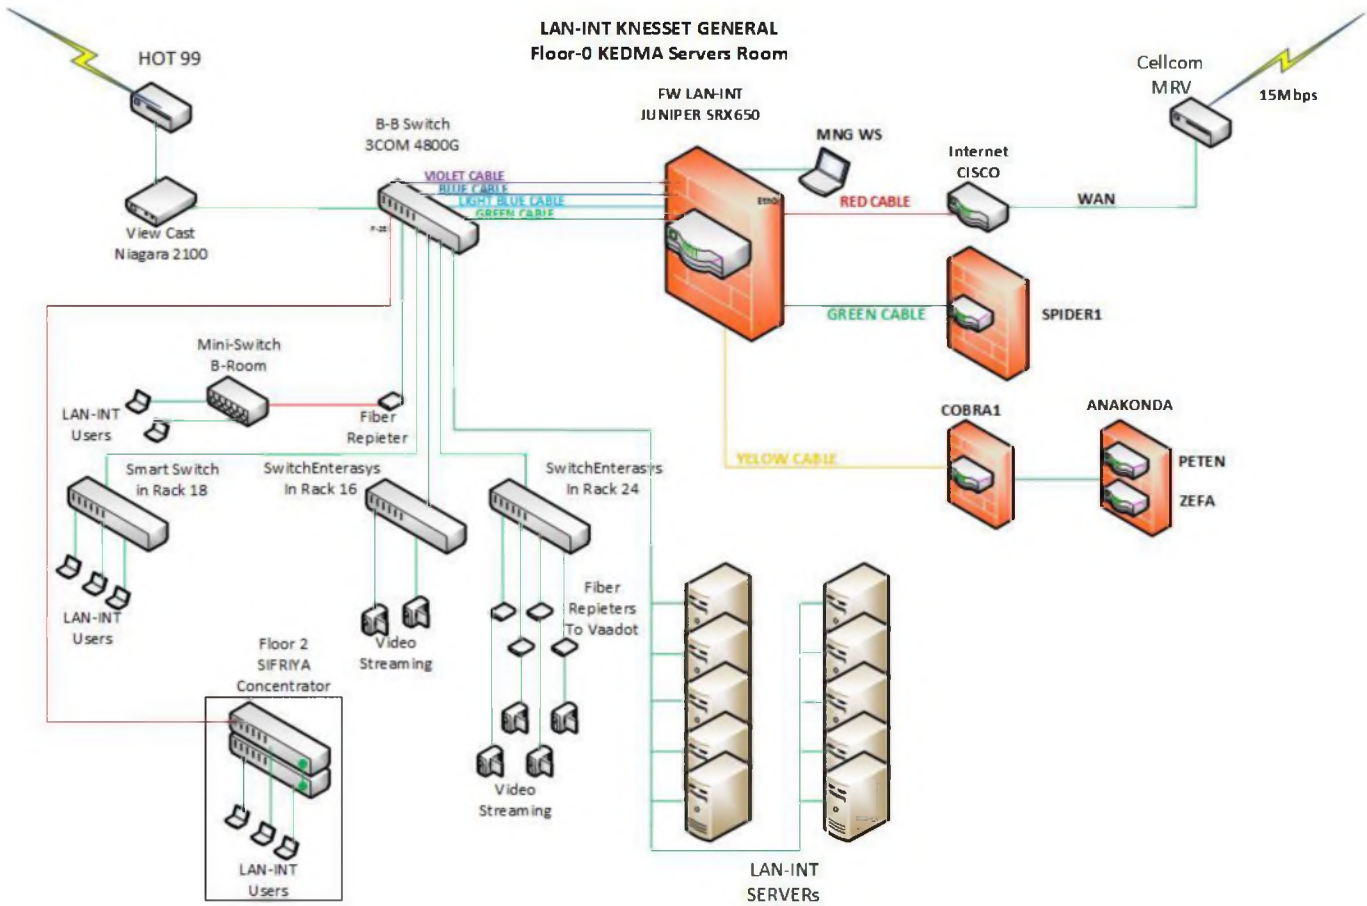 LAN-INT KNESSET GENERAL
Floor-0 KEDMA Servers Room
HOT 99
Cellcom
MRV
15Mbps
FW LAN-INT
JUNIPER SRX650
B-B Switch
3COM 4800G
MNG WS
Internet
CISCO
VIOLET CABLE
BLUE CABLE
LIGHT BLUE CABLE
GREEN CABLE
RED CABLE
WAN
View Cast
Niagara 2100
GREEN CABLE
SPIDER1
Mini-Switch
B-Room
LAN-INT
Users
Fiber
Repieter
COBRA1
ANAKONDA
YELOW CABLE
PETEN
ZEFA
Smart Switch
in Rack 18
SwitchEnterasys
In Rack 16
SwitchEnterasys
In Rack 24
LAN-INT
Users
Video
Streaming
Fiber
Repieters
To Vaadot
Floor 2
SIFRIYA
Concentrator
Video
Streaming
LAN-INT
Users
LAN-INT
SERVERs